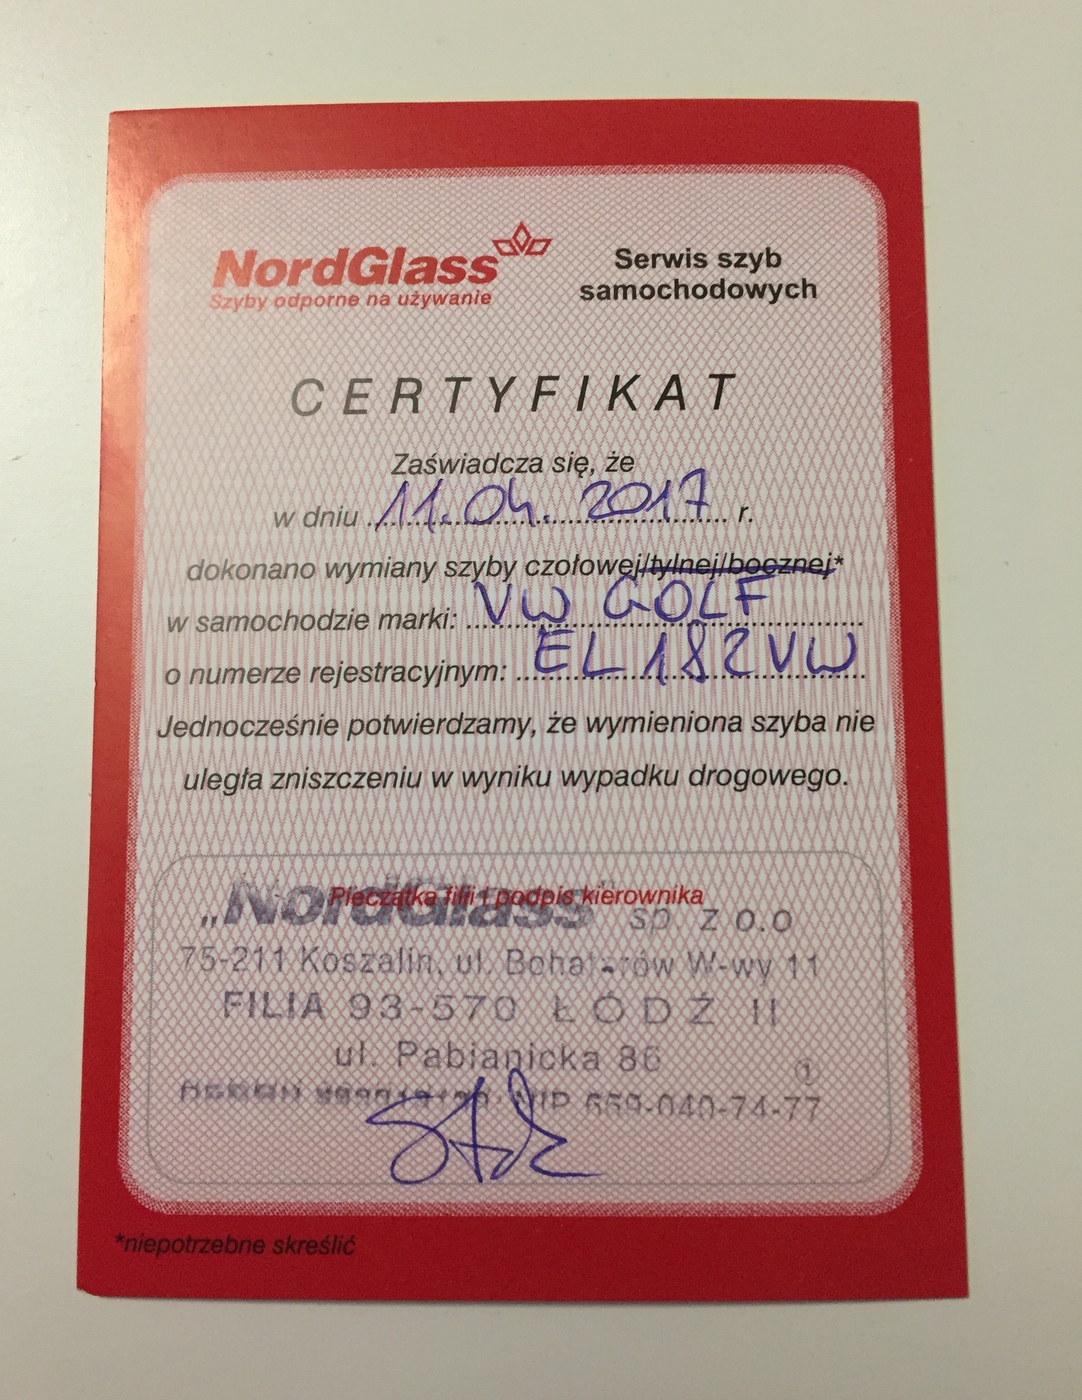 NordGlass
Szyby odporne na używanie
Serwis szyb
samochodowych
CERTYFIKAT
Zaświadcza się, że
w dniu 11.04. 2017 r.
dokonano wymiany szyby czołowej/tylnej/bocznej*
w samochodzie marki: VW GOLF
o numerze rejestracyjnym: EL 182VW
Jednocześnie potwierdzamy, że wymieniona szyba nie
uległa zniszczeniu w wyniku wypadku drogowego.
Pieczątka filii i podpis kierownika
„NordGlass" sp. z o.o
75-211 Koszalin, ul. Bohaterów W-wy 11
FILIA 93-570 ŁÓDŹ II
ul. Pabianicka 86
1
NIP 669-040-74-77
*niepotrzebne skreślić